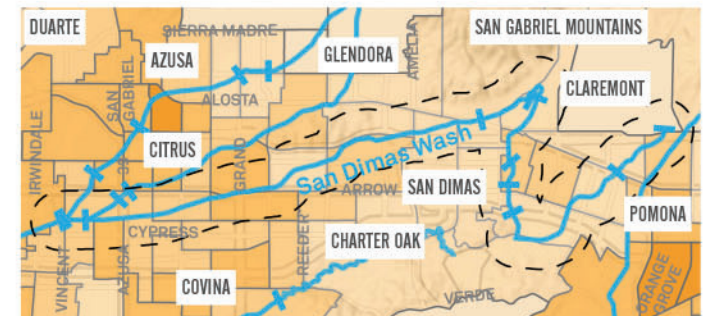 DUARTE
SIERRA MADRE
SAN GABRIEL MOUNTAINS
AZUSA
GLENDORA
AMELIA
SAN
GABRIEL
ALOSTA
CLAREMONT
IRWINDALE
CITRUS
39
GRAND
San Dimas Wash
ARROW
SAN DIMAS
POMONA
CYPRESS
CHARTER OAK
REEDER
VINCENT
AZUSA
COVINA
VERDE
ORANGE
GROVE